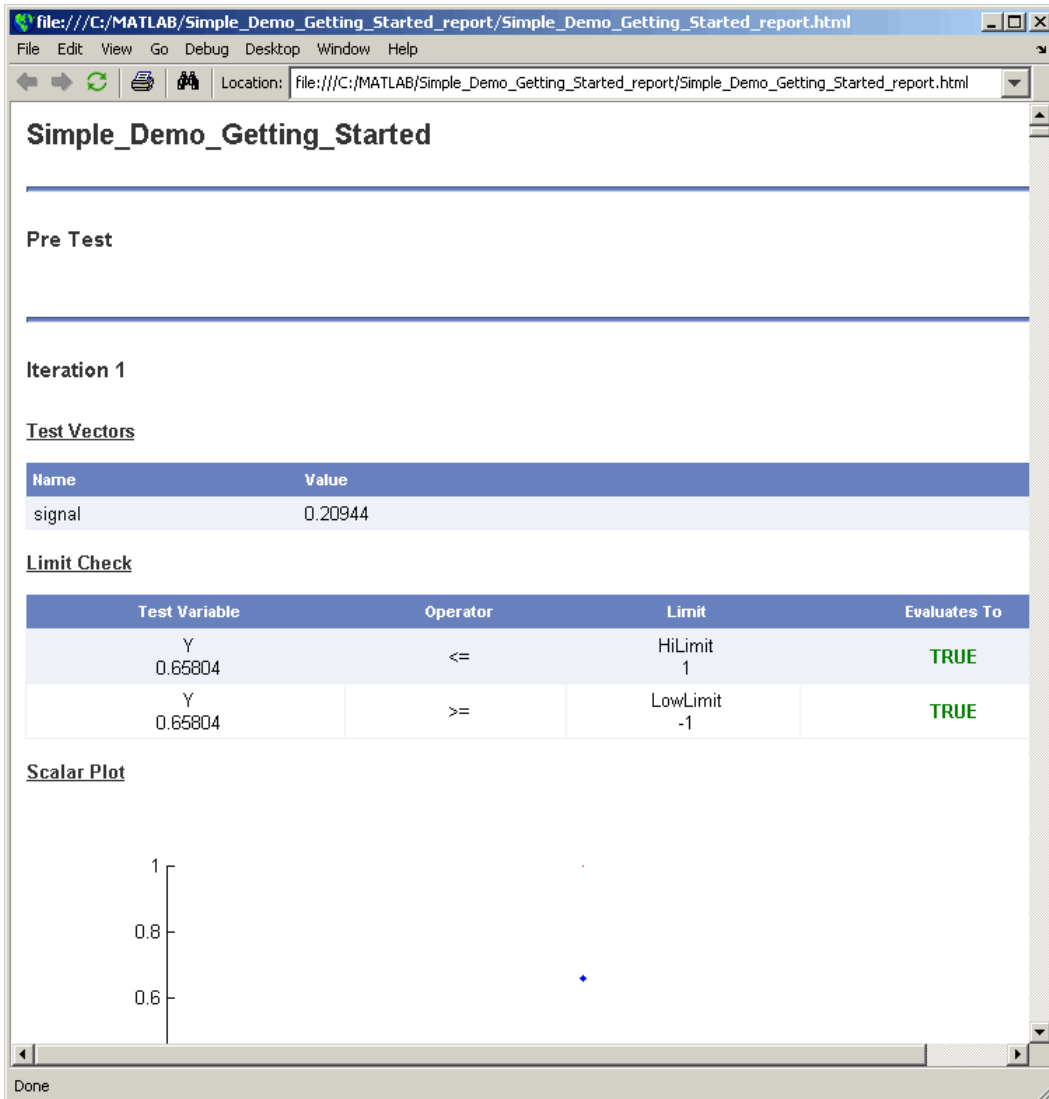 file:///C:/MATLAB/Simple_Demo_Getting_Started_report/Simple_Demo_Getting_Started_report.html
File Edit View Go Debug Desktop Window Help
Location: file:///C:/MATLAB/Simple_Demo_Getting_Started_report/Simple_Demo_Getting_Started_report.html
Simple_Demo_Getting_Started
Pre Test
Iteration 1
Test Vectors
Name Value
signal 0.20944
Limit Check
Test Variable Operator Limit Evaluates To
Y <= HiLimit TRUE
0.65804 1
Y >= LowLimit TRUE
0.65804 -1
Scalar Plot
1
0.8
0.6
Done